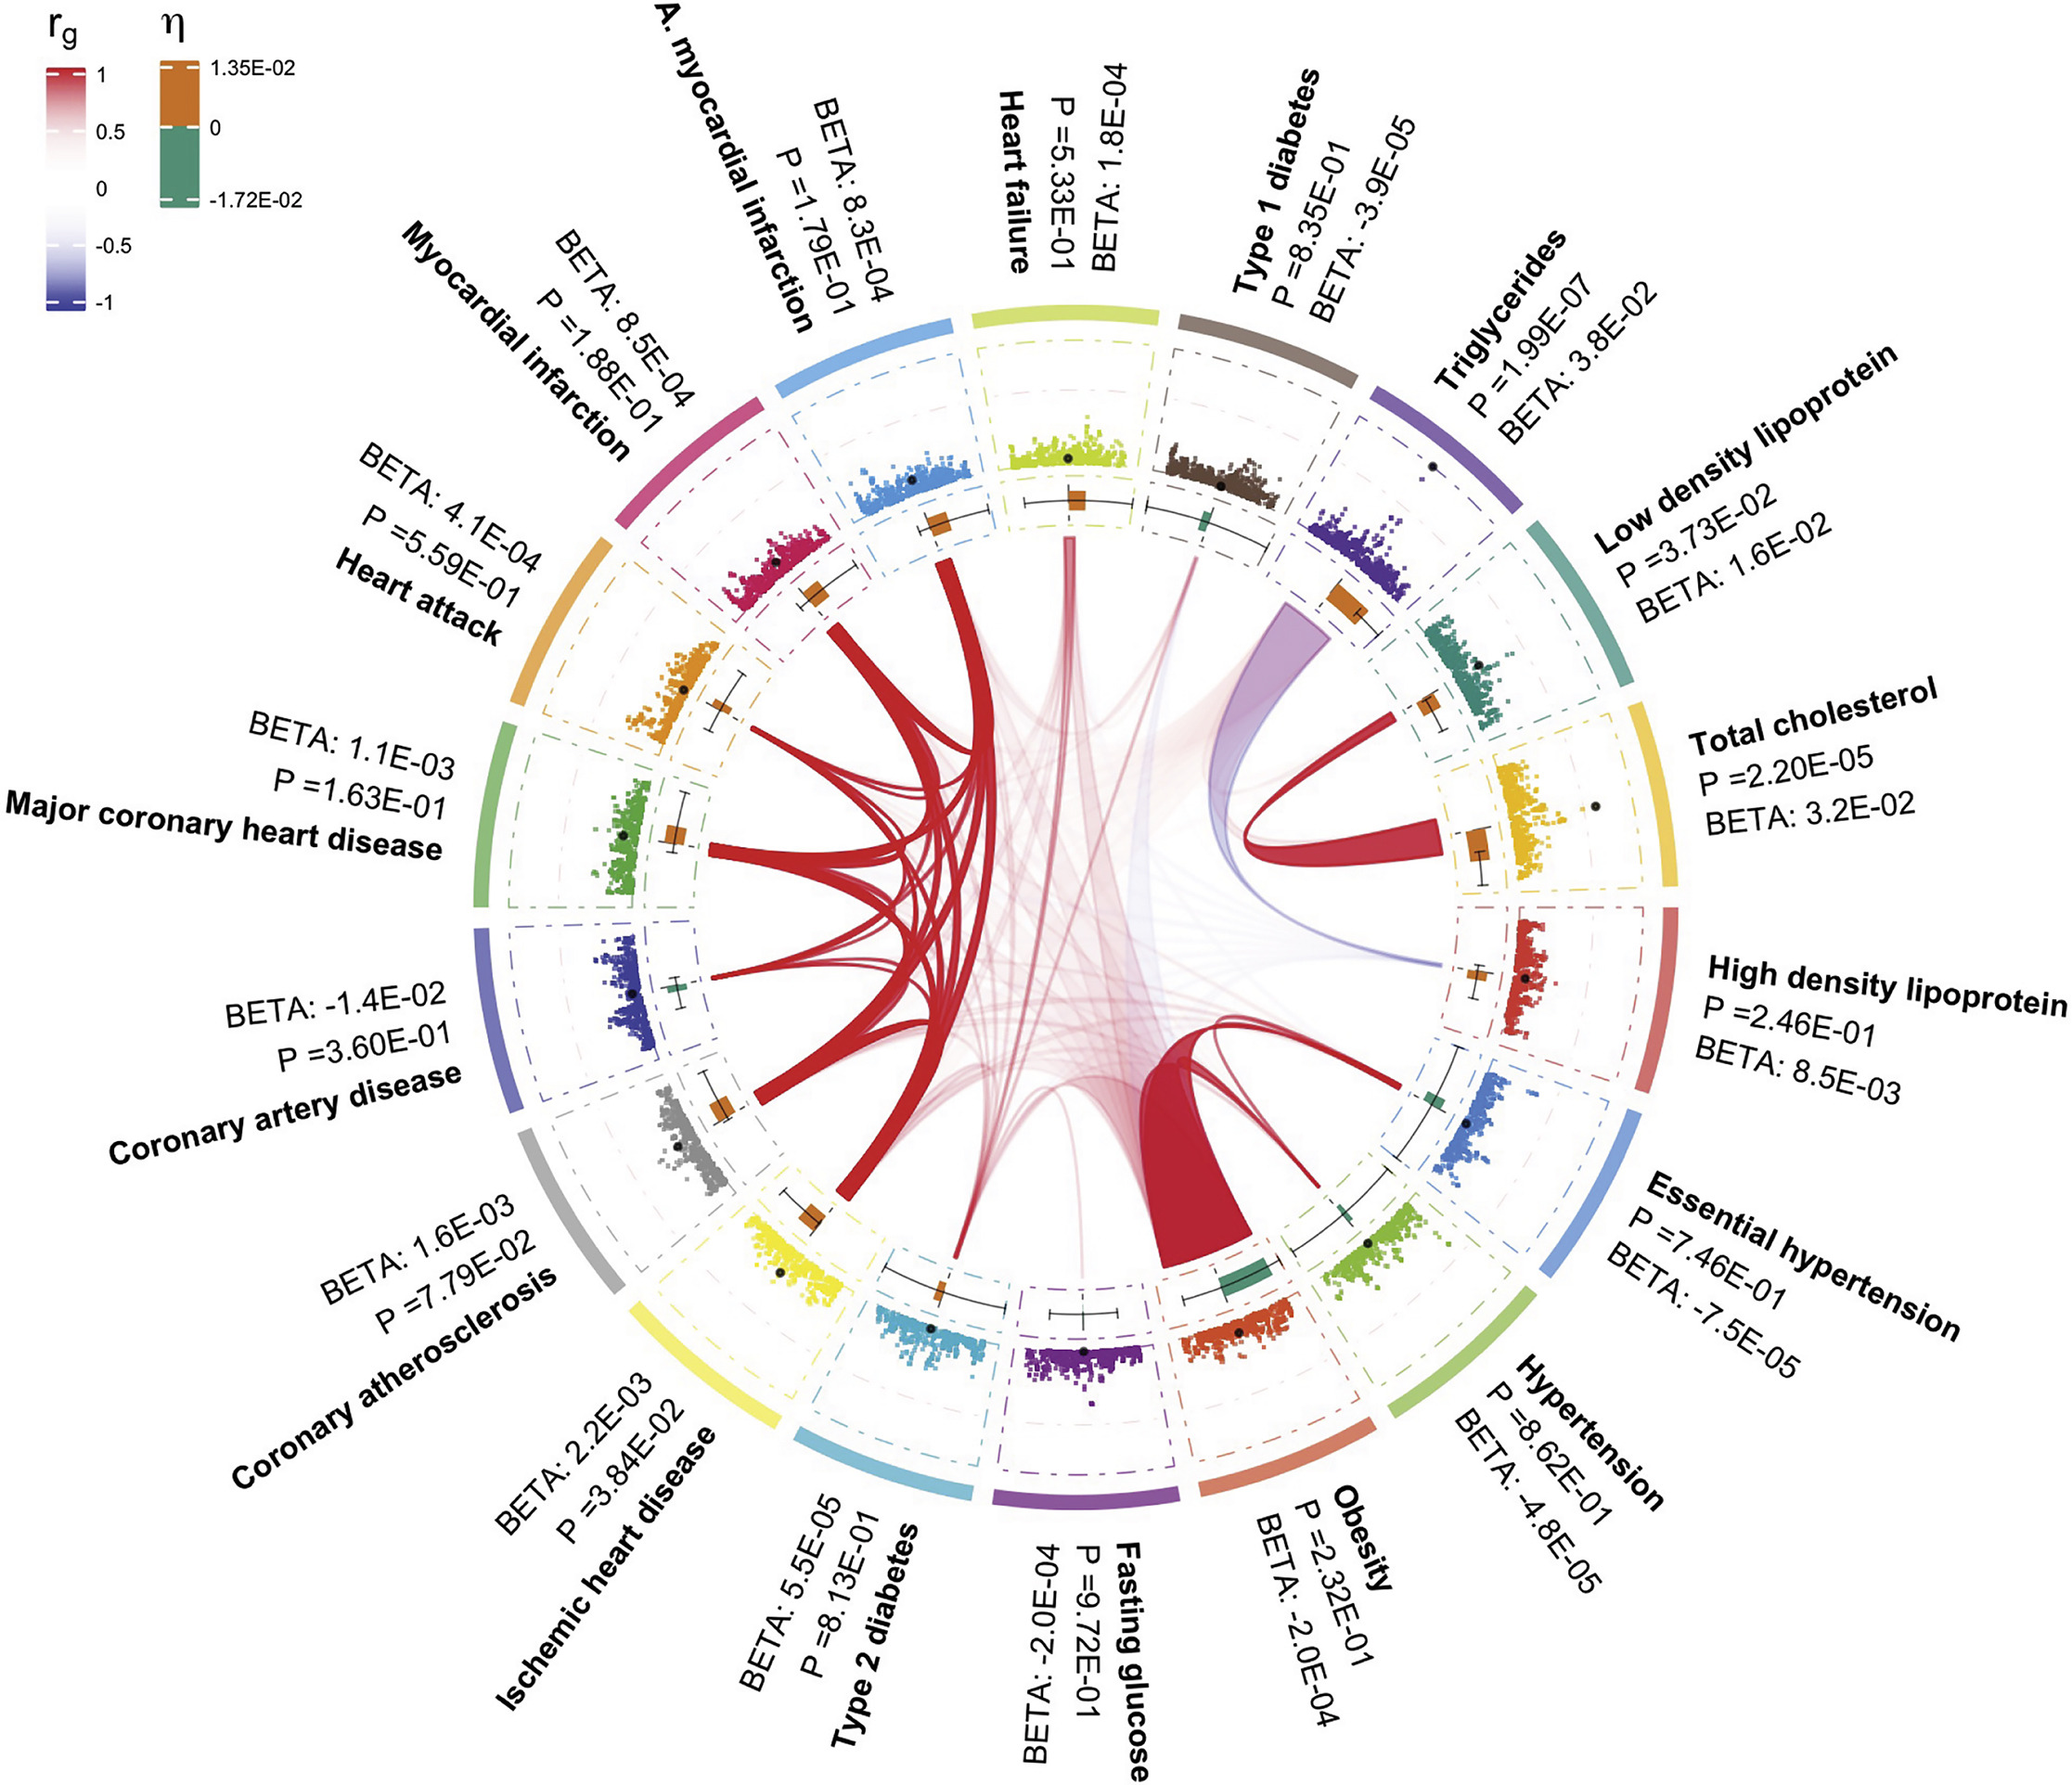 rg
1
0.5
0
-0.5
-1
η
1.35E-02
0
-1.72E-02
Heart failure
P =5.33E-01
BETA: 1.8E-04
Type 1 diabetes
P =8.35E-01
BETA: -3.9E-05
Triglycerides
P =1.99E-07
BETA: 3.8E-02
Low density lipoprotein
P =3.73E-02
BETA: 1.6E-02
Total cholesterol
P =2.20E-05
BETA: 3.2E-02
High density lipoprotein
P =2.46E-01
BETA: 8.5E-03
Essential hypertension
P =7.46E-01
BETA: -7.5E-05
Hypertension
P =8.62E-01
BETA: -4.8E-05
Obesity
P =2.32E-01
BETA: -2.0E-04
Fasting glucose
P =9.72E-01
BETA: -2.0E-04
Type 2 diabetes
P =8.13E-01
BETA: 5.5E-05
Ischemic heart disease
P =3.84E-02
BETA: 2.2E-03
Coronary atherosclerosis
P =7.79E-02
BETA: 1.6E-03
Coronary artery disease
P =3.60E-01
BETA: -1.4E-02
Major coronary heart disease
P =1.63E-01
BETA: 1.1E-03
Heart attack
P =5.59E-01
BETA: 4.1E-04
Myocardial infarction
P =1.88E-01
BETA: 8.5E-04
A. myocardial infarction
P =1.79E-01
BETA: 8.3E-04